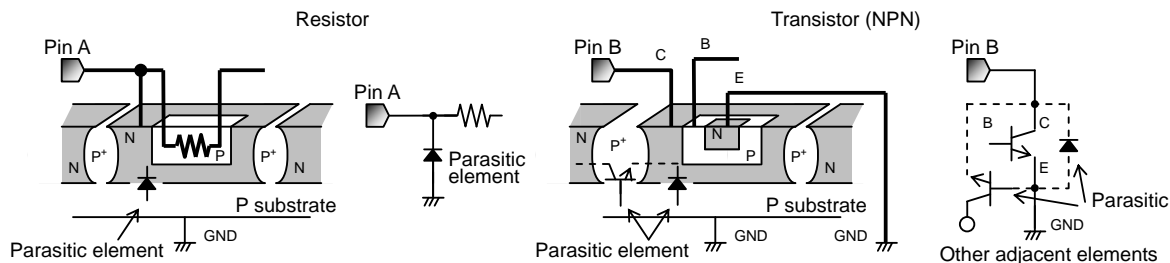 Resistor
Pin A
N
P+
N
P
P+
N
P substrate
Parasitic element
GND
Pin A
Parasitic
element
Transistor (NPN)
Pin B
C
B
E
N
P+
N
P
P+
N
P substrate
Parasitic element
GND
GND
Pin B
B
C
E
Parasitic
GND
Other adjacent elements